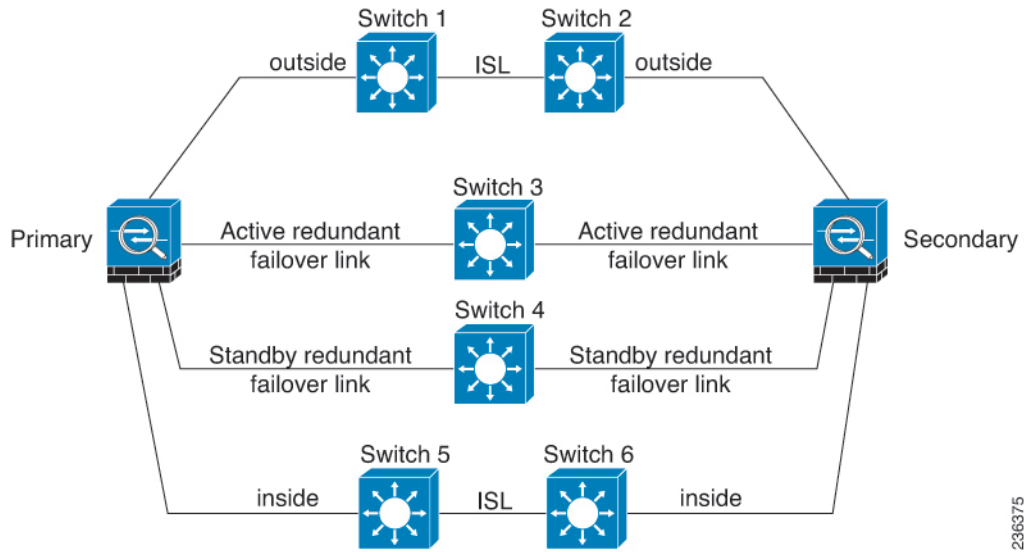 Switch 1
Switch 2
outside
ISL
outside
Switch 3
Primary
Active redundant
failover link
Active redundant
failover link
Secondary
Switch 4
Standby redundant
failover link
Standby redundant
failover link
Switch 5
Switch 6
inside
ISL
inside
236375